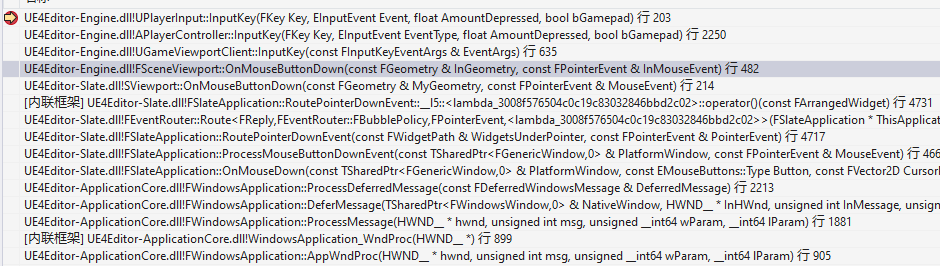 UE4Editor-Engine.dll!UPlayerInput::InputKey(FKey Key, EInputEvent Event, float AmountDepressed, bool bGamepad) 行 203
UE4Editor-Engine.dll!APlayerController::InputKey(FKey Key, EInputEvent EventType, float AmountDepressed, bool bGamepad) 行 2250
UE4Editor-Engine.dll!UGameViewportClient::InputKey(const FInputKeyEventArgs & EventArgs) 行 635
UE4Editor-Engine.dll!FSceneViewport::OnMouseButtonDown(const FGeometry & InGeometry, const FPointerEvent & InMouseEvent) 行 482
UE4Editor-Slate.dll!SViewport::OnMouseButtonDown(const FGeometry & MyGeometry, const FPointerEvent & MouseEvent) 行 214
[内联框架] UE4Editor-Slate.dll!FSlateApplication::RoutePointerDownEvent::__l5::<lambda_3008f576504c0c19c83032846bbd2c02>::operator()(const FArrangedWidget) 行 4731
UE4Editor-Slate.dll!FEventRouter::Route<FReply,FEventRouter::FBubblePolicy,FPointerEvent,<lambda_3008f576504c0c19c83032846bbd2c02>>(FSlateApplication * ThisApplica
UE4Editor-Slate.dll!FSlateApplication::RoutePointerDownEvent(const FWidgetPath & WidgetsUnderPointer, const FPointerEvent & PointerEvent) 行 4717
UE4Editor-Slate.dll!FSlateApplication::ProcessMouseButtonDownEvent(const TSharedPtr<FGenericWindow,0> & PlatformWindow, const FPointerEvent & MouseEvent) 行 466
UE4Editor-Slate.dll!FSlateApplication::OnMouseDown(const TSharedPtr<FGenericWindow,0> & PlatformWindow, const EMouseButtons::Type Button, const FVector2D Cursor
UE4Editor-ApplicationCore.dll!FWindowsApplication::ProcessDeferredMessage(const FDeferredWindowsMessage & DeferredMessage) 行 2213
UE4Editor-ApplicationCore.dll!FWindowsApplication::DeferMessage(TSharedPtr<FWindowsWindow,0> & NativeWindow, HWND__ * InHWnd, unsigned int InMessage, unsign
UE4Editor-ApplicationCore.dll!FWindowsApplication::ProcessMessage(HWND__ * hwnd, unsigned int msg, unsigned __int64 wParam, __int64 lParam) 行 1881
[内联框架] UE4Editor-ApplicationCore.dll!WindowsApplication_WndProc(HWND__ *) 行 899
UE4Editor-ApplicationCore.dll!FWindowsApplication::AppWndProc(HWND__ * hwnd, unsigned int msg, unsigned __int64 wParam, __int64 lParam) 行 905